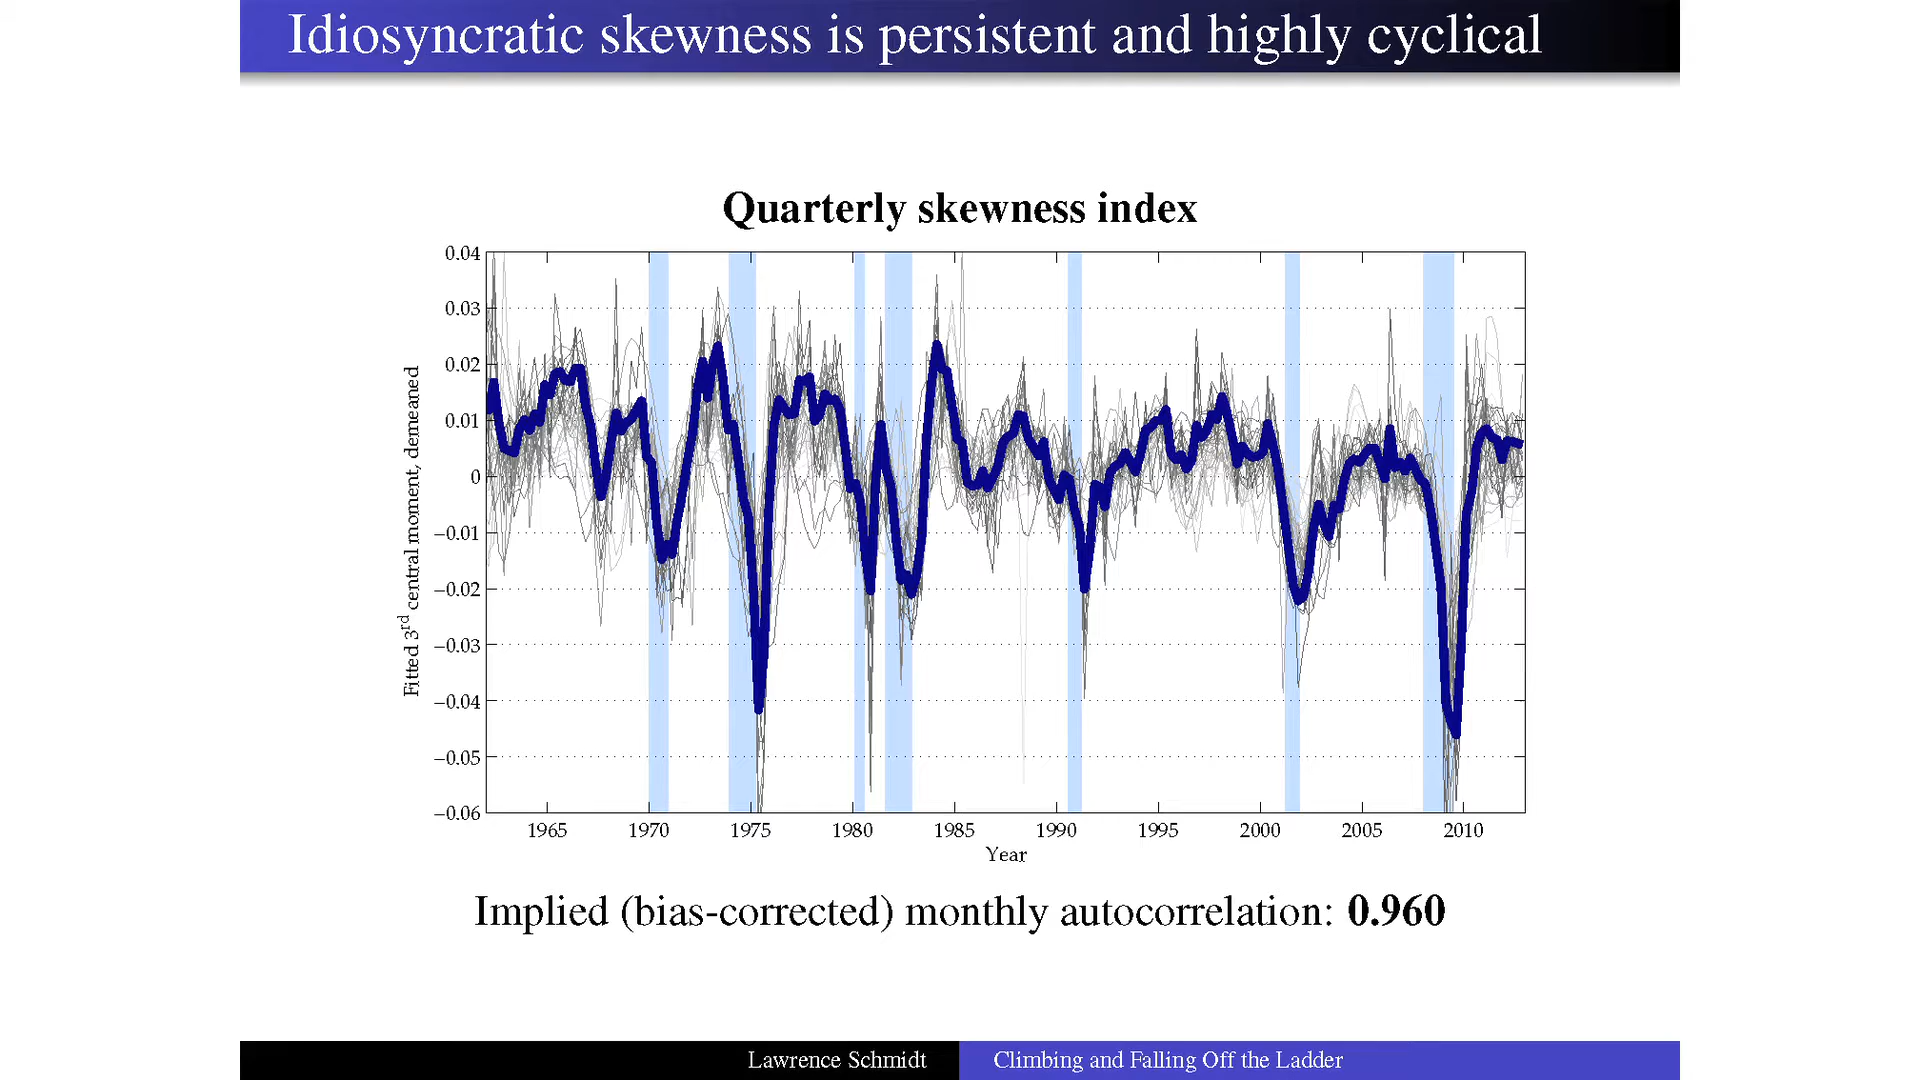 Idiosyncratic skewness is persistent and highly cyclical
Quarterly skewness index
0.04
0.03
0.02
0.01
0
−0.01
−0.02
−0.03
−0.04
−0.05
−0.06
Fitted 3rd central moment, demeaned
1965 1970 1975 1980 1985 1990 1995 2000 2005 2010
Year
Implied (bias-corrected) monthly autocorrelation: 0.960
Lawrence Schmidt
Climbing and Falling Off the Ladder